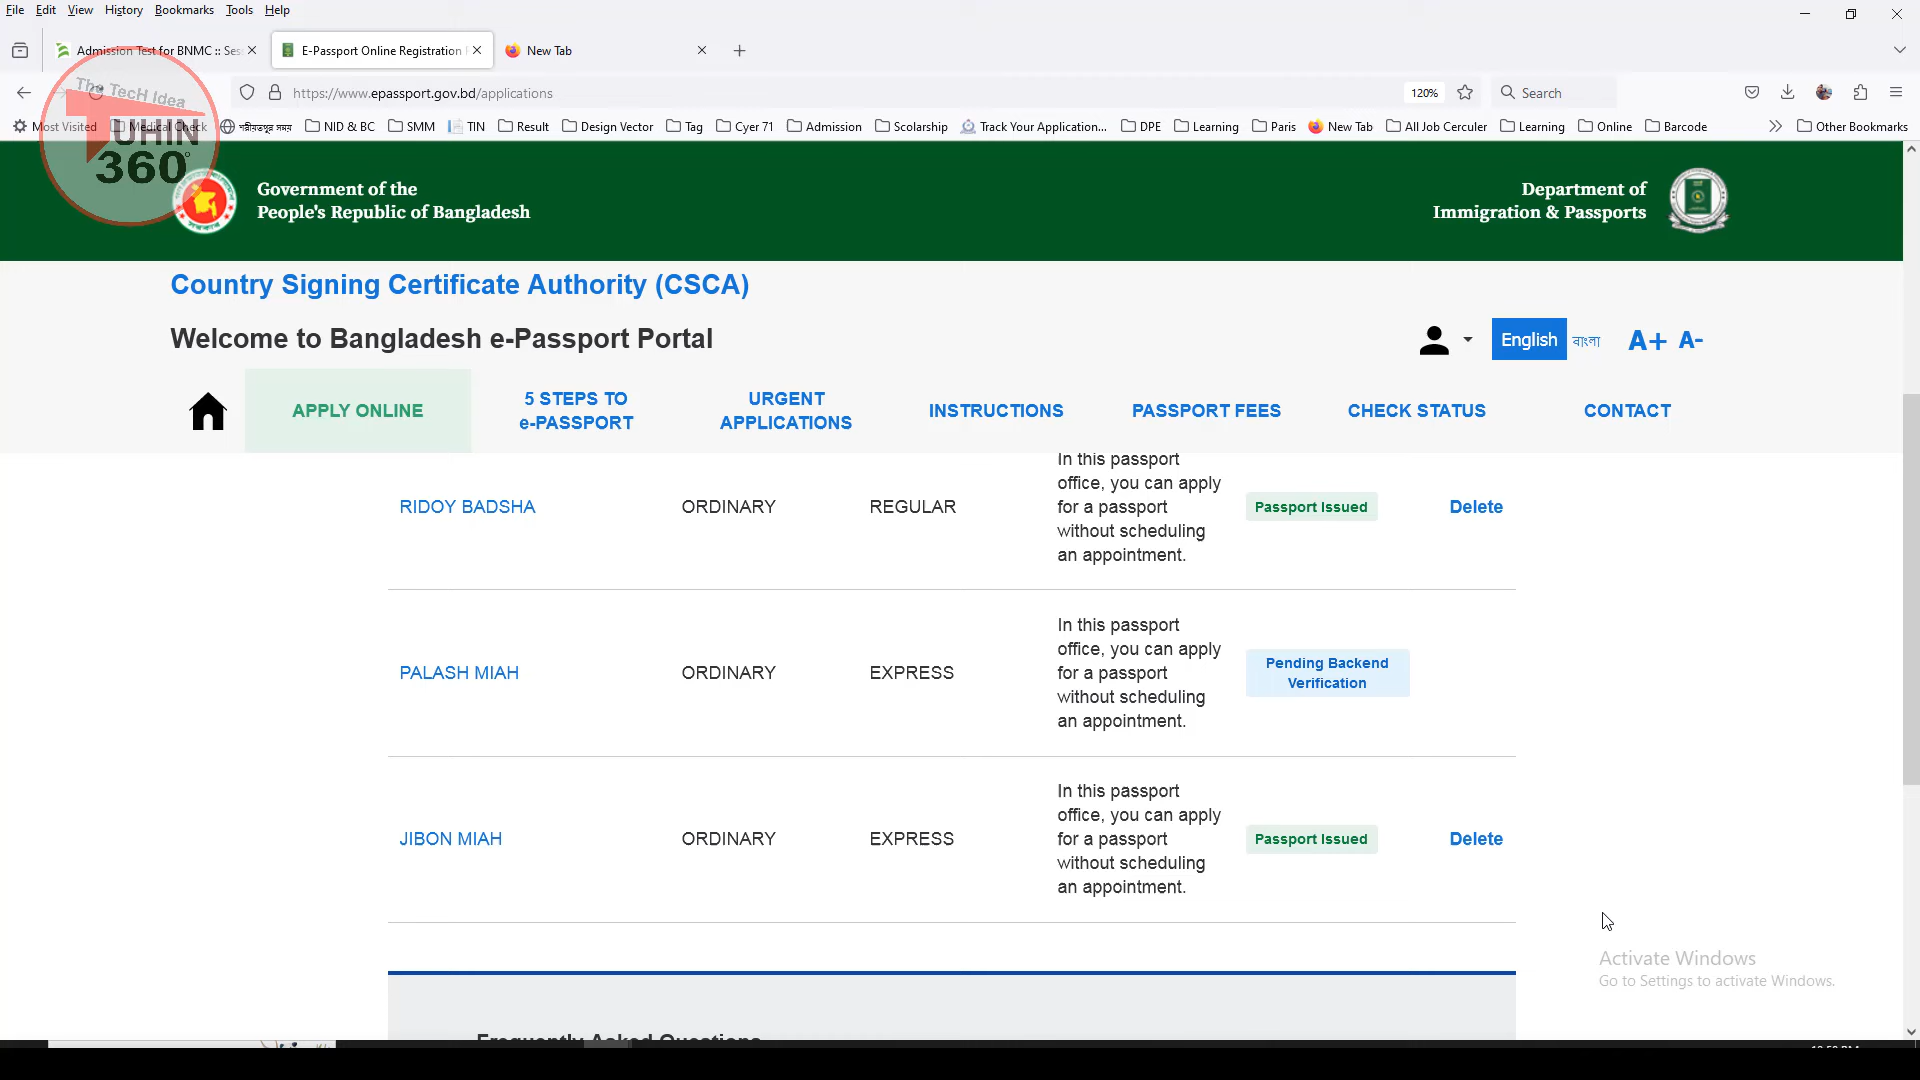 File Edit View History Bookmarks Tools Help
Admission Test for BNMC :: Ses
E-Passport Online Registration
New Tab
The TecH Idea
TUHIN
360°
https://www.epassport.gov.bd/applications
120%
Search
Most Visited
Medical Check
শরীয়তপুর সময়
NID & BC
SMM
TIN
Result
Design Vector
Tag
Cyer 71
Admission
Scolarship
Track Your Application...
DPE
Learning
Paris
New Tab
All Job Cerculer
Learning
Online
Barcode
Other Bookmarks
Government of the
People's Republic of Bangladesh
Department of
Immigration & Passports
Country Signing Certificate Authority (CSCA)
Welcome to Bangladesh e-Passport Portal
English বাংলা A+ A-
APPLY ONLINE
5 STEPS TO
e-PASSPORT
URGENT
APPLICATIONS
INSTRUCTIONS
PASSPORT FEES
CHECK STATUS
CONTACT
RIDOY BADSHA
ORDINARY
REGULAR
In this passport
office, you can apply
for a passport
without scheduling
an appointment.
Passport Issued
Delete
PALASH MIAH
ORDINARY
EXPRESS
In this passport
office, you can apply
for a passport
without scheduling
an appointment.
Pending Backend
Verification
JIBON MIAH
ORDINARY
EXPRESS
In this passport
office, you can apply
for a passport
without scheduling
an appointment.
Passport Issued
Delete
Activate Windows
Go to Settings to activate Windows.
Frequently Asked Questions